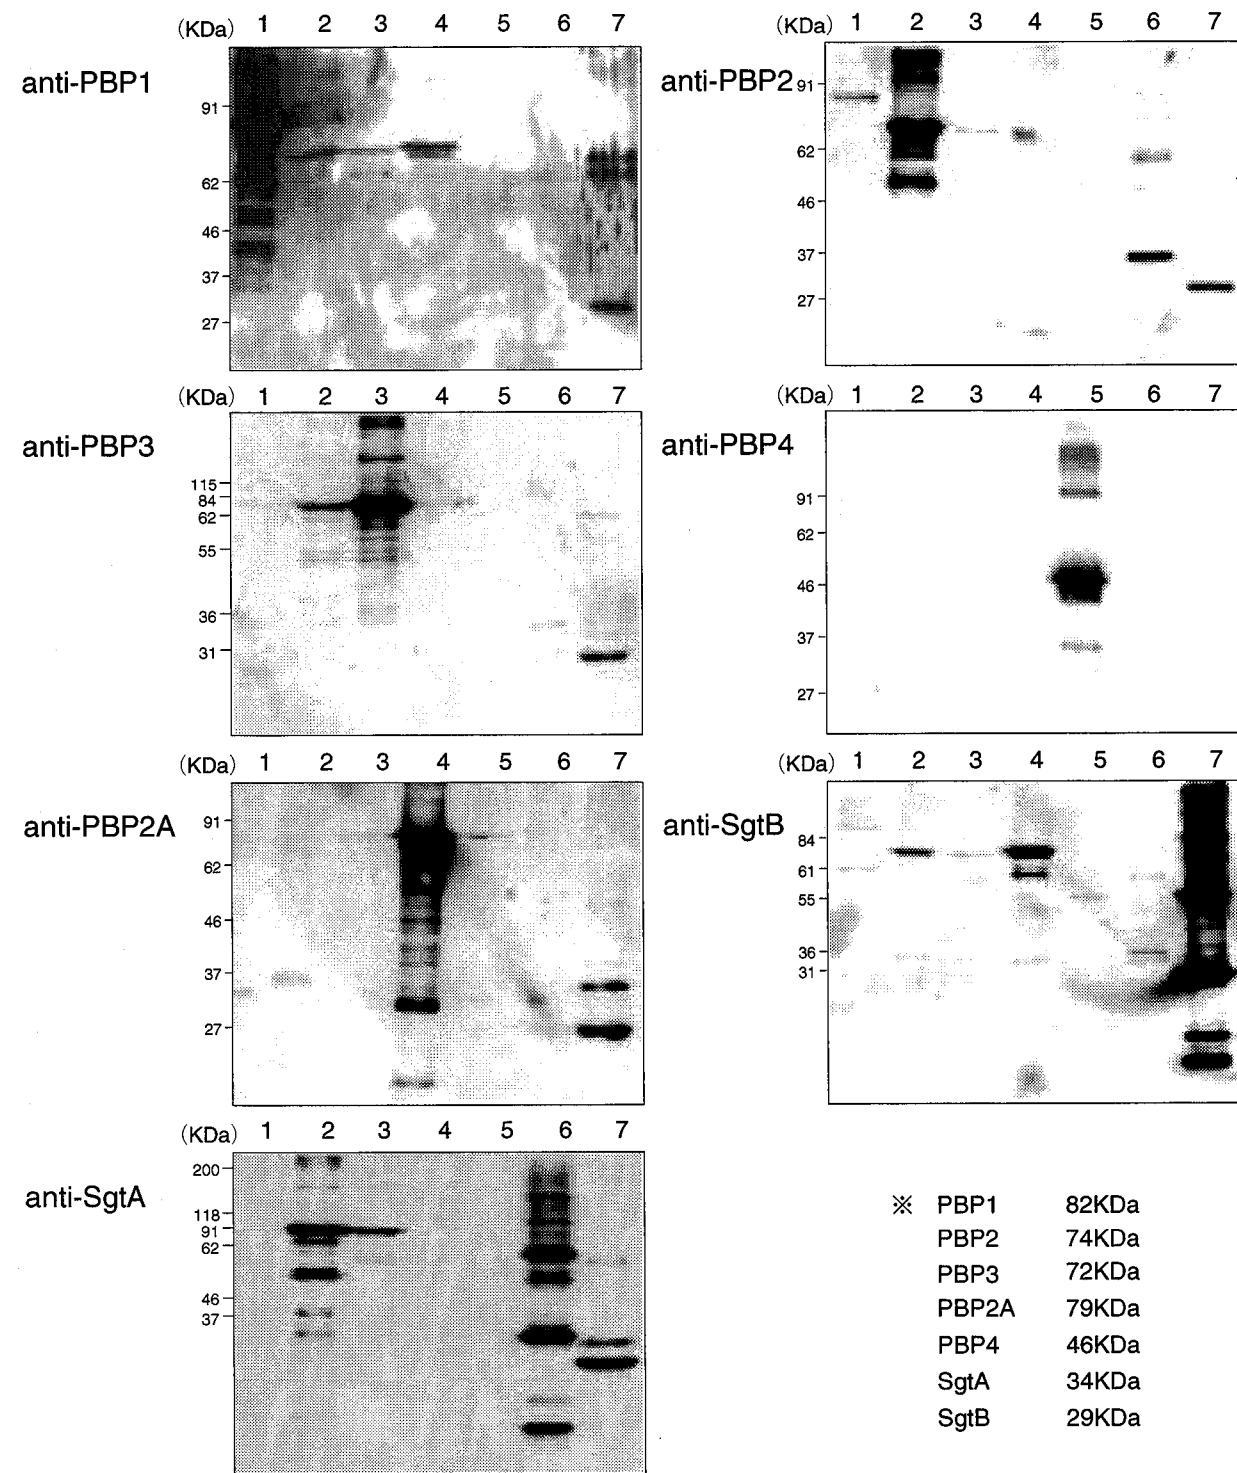 (KDa) 1 2 3 4 5 6 7
anti-PBP1
91
62
46
37
27
(KDa) 1 2 3 4 5 6 7
anti-PBP2
91
62
46
37
27
(KDa) 1 2 3 4 5 6 7
anti-PBP3
115
84
62
55
36
31
(KDa) 1 2 3 4 5 6 7
anti-PBP4
91
62
46
37
27
(KDa) 1 2 3 4 5 6 7
anti-PBP2A
91
62
46
37
27
(KDa) 1 2 3 4 5 6 7
anti-SgtB
84
61
55
36
31
(KDa) 1 2 3 4 5 6 7
anti-SgtA
200
118
91
62
46
37
※ PBP1 82KDa
PBP2 74KDa
PBP3 72KDa
PBP2A 79KDa
PBP4 46KDa
SgtA 34KDa
SgtB 29KDa